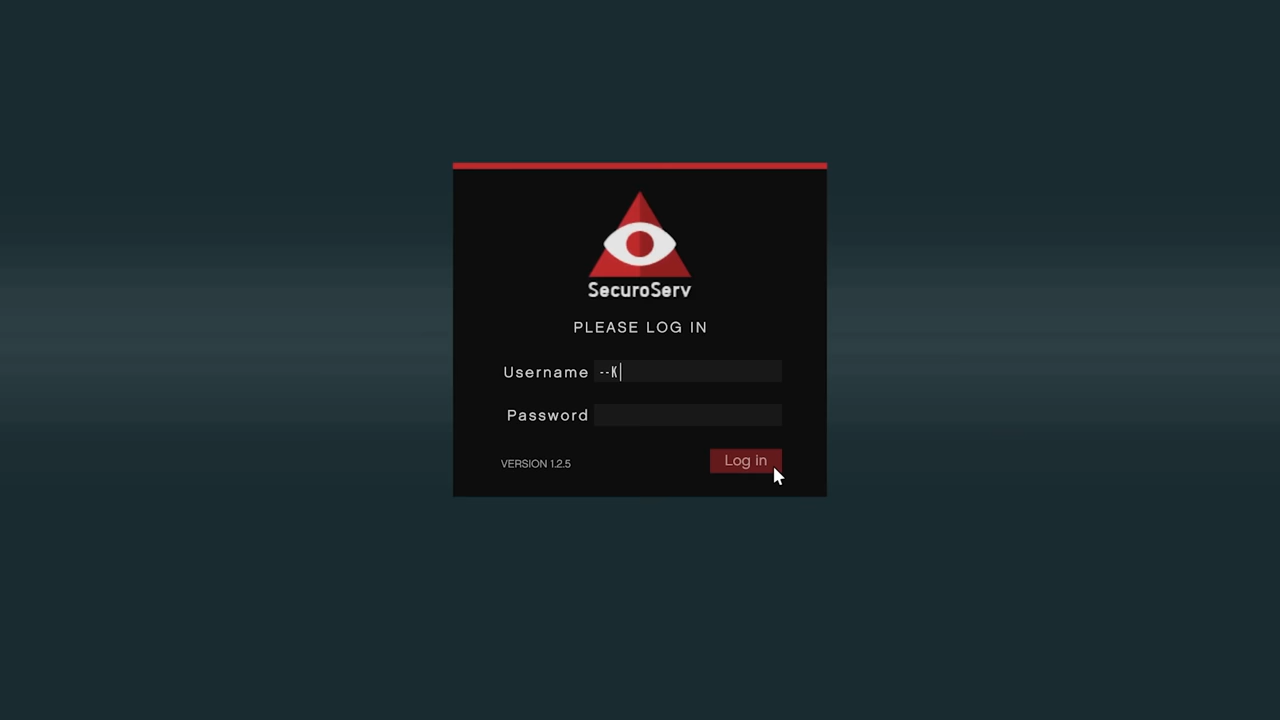 SecuroServ
PLEASE LOG IN
Username --K
Password
VERSION 1.2.5 Log in